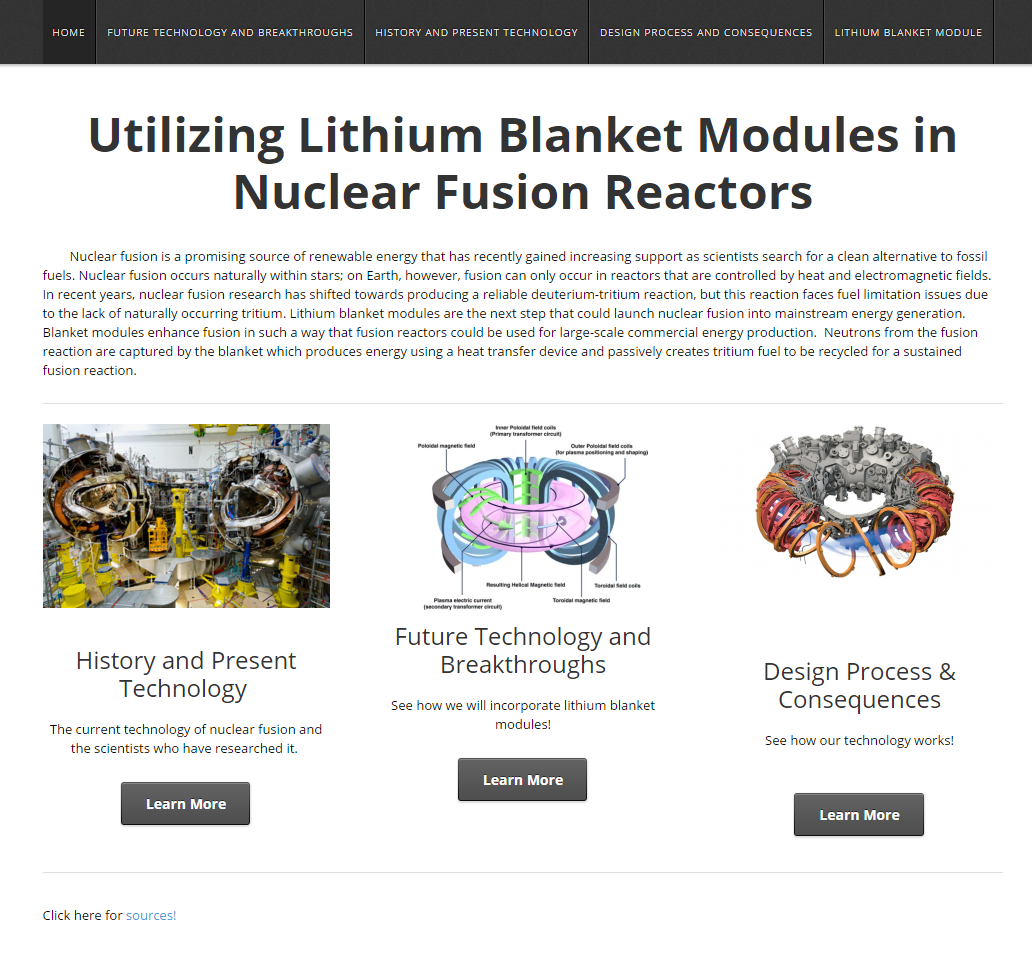 HOME
FUTURE TECHNOLOGY AND BREAKTHROUGHS
HISTORY AND PRESENT TECHNOLOGY
DESIGN PROCESS AND CONSEQUENCES
LITHIUM BLANKET MODULE
Utilizing Lithium Blanket Modules in
Nuclear Fusion Reactors
Nuclear fusion is a promising source of renewable energy that has recently gained increasing support as scientists search for a clean alternative to fossil
fuels. Nuclear fusion occurs naturally within stars; on Earth, however, fusion can only occur in reactors that are controlled by heat and electromagnetic fields.
In recent years, nuclear fusion research has shifted towards producing a reliable deuterium-tritium reaction, but this reaction faces fuel limitation issues due
to the lack of naturally occurring tritium. Lithium blanket modules are the next step that could launch nuclear fusion into mainstream energy generation.
Blanket modules enhance fusion in such a way that fusion reactors could be used for large-scale commercial energy production.  Neutrons from the fusion
reaction are captured by the blanket which produces energy using a heat transfer device and passively creates tritium fuel to be recycled for a sustained
fusion reaction.
Inner Poloidal field coils
(Primary transformer circuit)
Poloidal magnetic field
Outer Poloidal field coils
(for plasma positioning and shaping)
Resulting Helical Magnetic field
Toroidal field coils
Plasma electric current
(secondary transformer circuit)
Toroidal magnetic field
History and Present
Technology
The current technology of nuclear fusion and
the scientists who have researched it.
Learn More
Future Technology and
Breakthroughs
See how we will incorporate lithium blanket
modules!
Learn More
Design Process &
Consequences
See how our technology works!
Learn More
Click here for sources!